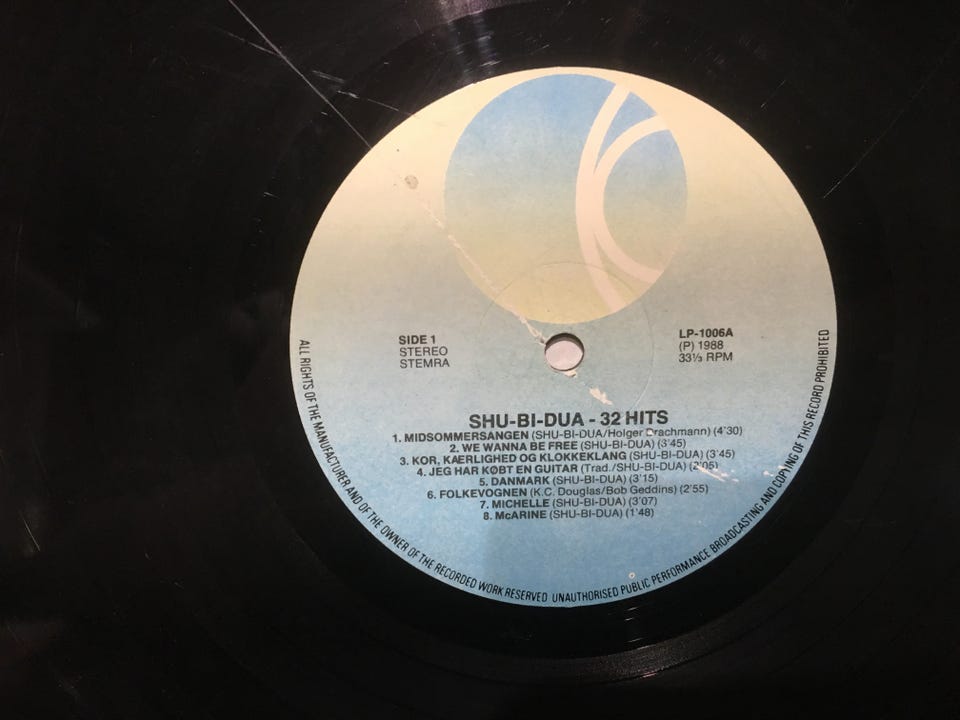 SIDE 1
STEREO
STEMRA
LP-1006A
(P) 1988
33⅓ RPM
SHU-BI-DUA - 32 HITS
1. MIDSOMMERSANGEN (SHU-BI-DUA/Holger Drachmann) (4'30)
2. WE WANNA BE FREE (SHU-BI-DUA) (3'45)
3. KOR, KÆRLIGHED OG KLOKKEKLANG (SHU-BI-DUA) (3'45)
4. JEG HAR KØBT EN GUITAR (Trad./SHU-BI-DUA) (2'05)
5. DANMARK (SHU-BI-DUA) (3'15)
6. FOLKEVOGNEN (K.C. Douglas/Bob Geddins) (2'55)
7. MICHELLE (SHU-BI-DUA) (3'07)
8. McARINE (SHU-BI-DUA) (1'48)
ALL RIGHTS OF THE MANUFACTURER AND OF THE OWNER OF THE RECORDED WORK RESERVED UNAUTHORISED PUBLIC PERFORMANCE BROADCASTING AND COPYING OF THIS RECORD PROHIBITED